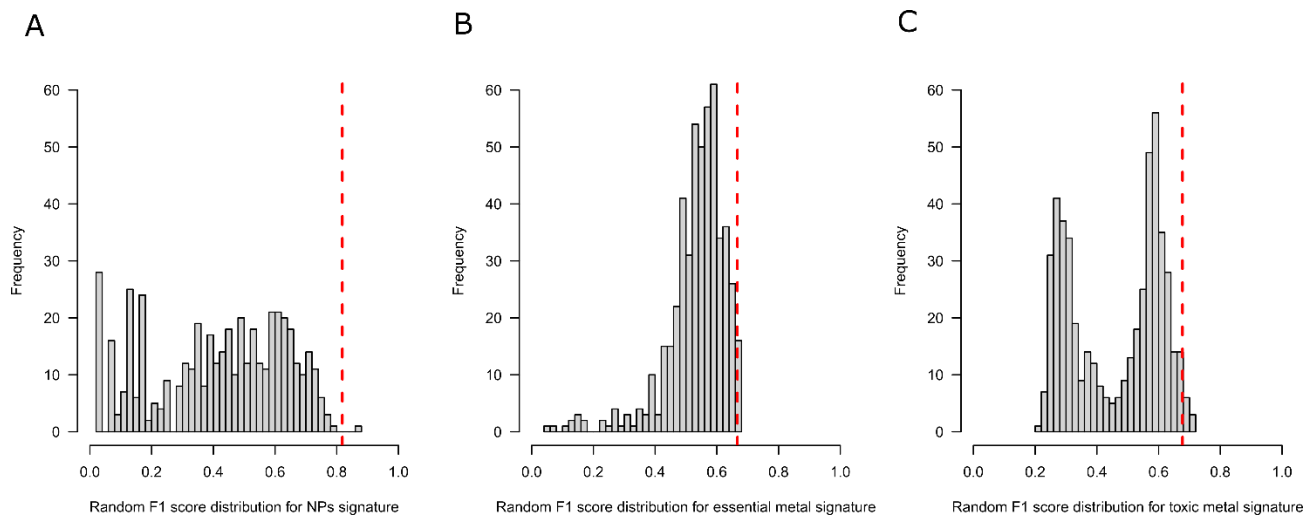 A
B
C
60
50
40
30
20
10
0
Frequency
0.0 0.2 0.4 0.6 0.8 1.0
Random F1 score distribution for NPs signature
60
50
40
30
20
10
0
Frequency
0.0 0.2 0.4 0.6 0.8 1.0
Random F1 score distribution for essential metal signature
60
50
40
30
20
10
0
Frequency
0.0 0.2 0.4 0.6 0.8 1.0
Random F1 score distribution for toxic metal signature